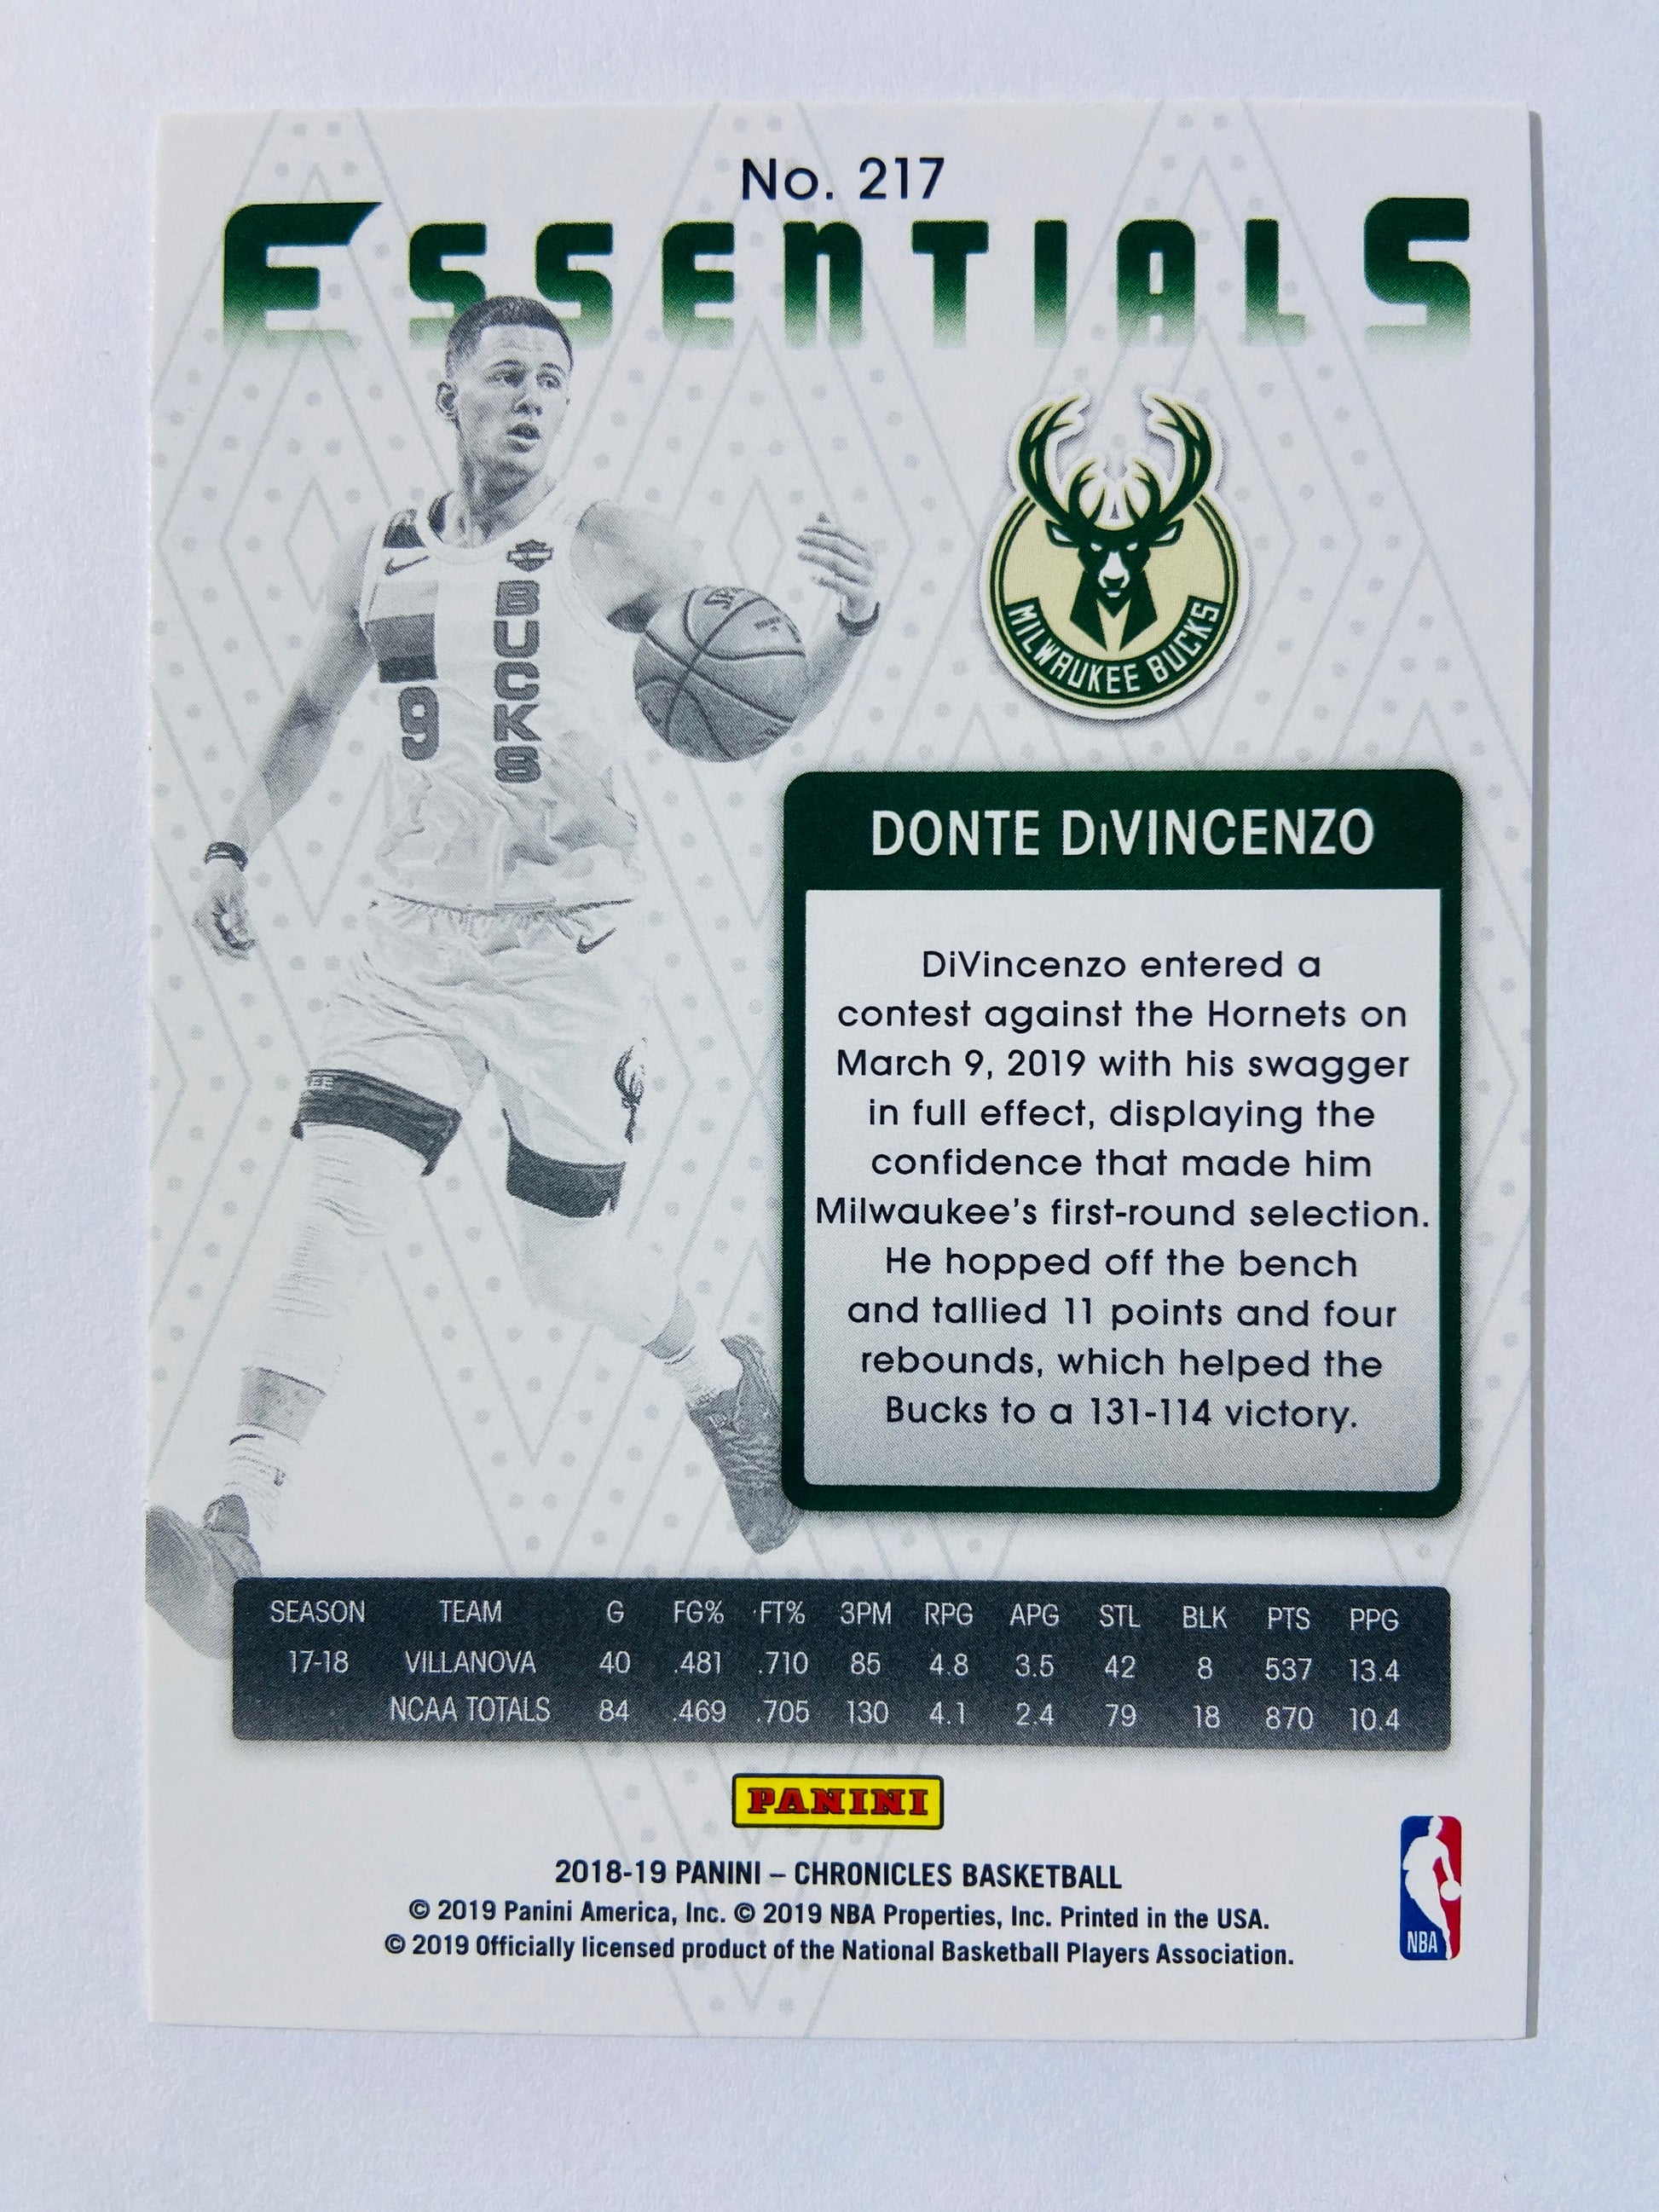 No. 217
ESSENTIALS
BUCKS
9
MILWAUKEE BUCKS
DONTE DiVINCENZO
DiVincenzo entered a
contest against the Hornets on
March 9, 2019 with his swagger
in full effect, displaying the
confidence that made him
Milwaukee's first-round selection.
He hopped off the bench
and tallied 11 points and four
rebounds, which helped the
Bucks to a 131-114 victory.
SEASON TEAM G FG% FT% 3PM RPG APG STL BLK PTS PPG
17-18 VILLANOVA 40 .481 .710 85 4.8 3.5 42 8 537 13.4
NCAA TOTALS 84 .469 .705 130 4.1 2.4 79 18 870 10.4
PANINI
2018-19 PANINI – CHRONICLES BASKETBALL
© 2019 Panini America, Inc. © 2019 NBA Properties, Inc. Printed in the USA.
© 2019 Officially licensed product of the National Basketball Players Association.
NBA